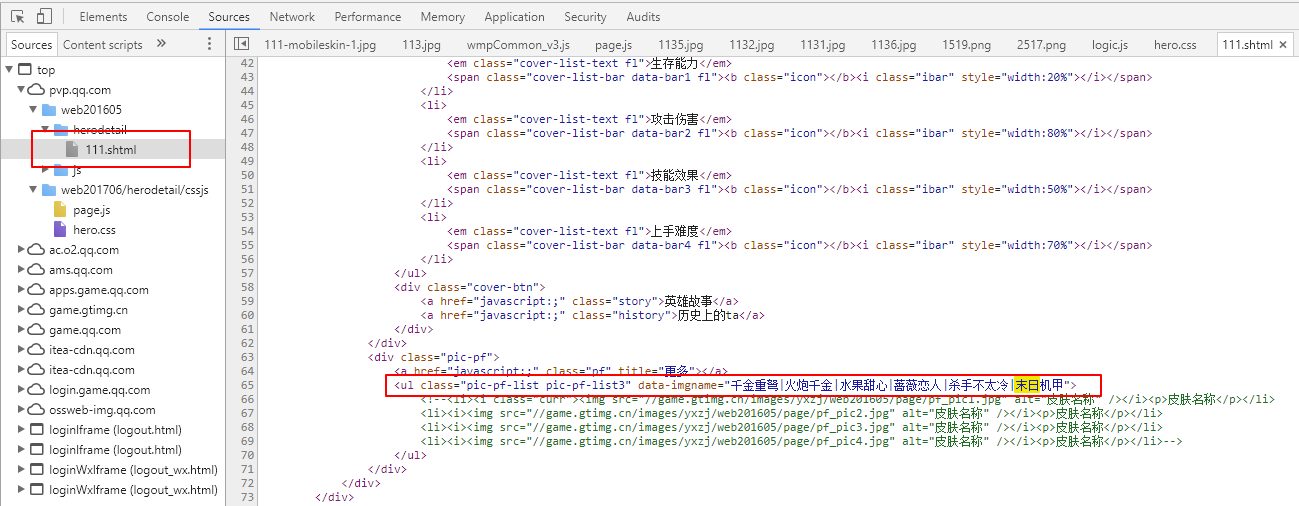 Elements Console Sources Network Performance Memory Application Security Audits
Sources Content scripts »
111-mobileskin-1.jpg 113.jpg wmpCommon_v3.js page.js 1135.jpg 1132.jpg 1131.jpg 1136.jpg 1519.png 2517.png logic.js hero.css 111.shtml ×
top
pvp.qq.com
web201605
herodetail
111.shtml
js
web201706/herodetail/cssjs
page.js
hero.css
ac.o2.qq.com
ams.qq.com
apps.game.qq.com
game.gtimg.cn
game.qq.com
itea-cdn.qq.com
itea-cdn.qq.com
login.game.qq.com
ossweb-img.qq.com
loginIframe (logout.html)
loginIframe (logout.html)
loginWxIframe (logout_wx.html)
loginWxIframe (logout_wx.html)
42 <em class="cover-list-text fl">生存能力</em>
43 <span class="cover-list-bar data-bar1 fl"><b class="icon"></b><i class="ibar" style="width:20%"></i></span>
44 </li>
45 <li>
46 <em class="cover-list-text fl">攻击伤害</em>
47 <span class="cover-list-bar data-bar2 fl"><b class="icon"></b><i class="ibar" style="width:80%"></i></span>
48 </li>
49 <li>
50 <em class="cover-list-text fl">技能效果</em>
51 <span class="cover-list-bar data-bar3 fl"><b class="icon"></b><i class="ibar" style="width:50%"></i></span>
52 </li>
53 <li>
54 <em class="cover-list-text fl">上手难度</em>
55 <span class="cover-list-bar data-bar4 fl"><b class="icon"></b><i class="ibar" style="width:70%"></i></span>
56 </li>
57 </ul>
58 <div class="cover-btn">
59 <a href="javascript:;" class="story">英雄故事</a>
60 <a href="javascript:;" class="history">历史上的ta</a>
61 </div>
62 </div>
63 <div class="pic-pf">
64 <a href="javascript:;" class="pf" title="更多"></a>
65 <ul class="pic-pf-list pic-pf-list3" data-imgname="千金重弩|火炮千金|水果甜心|蔷薇恋人|杀手不太冷|末日机甲">
66 <!--<li><i class="curr"><img src="//game.gtimg.cn/images/yxzj/web201605/page/pf_pic1.jpg" alt="皮肤名称" /></i><p>皮肤名称</p></li>
67 <li><i><img src="//game.gtimg.cn/images/yxzj/web201605/page/pf_pic2.jpg" alt="皮肤名称" /></i><p>皮肤名称</p></li>
68 <li><i><img src="//game.gtimg.cn/images/yxzj/web201605/page/pf_pic3.jpg" alt="皮肤名称" /></i><p>皮肤名称</p></li>
69 <li><i><img src="//game.gtimg.cn/images/yxzj/web201605/page/pf_pic4.jpg" alt="皮肤名称" /></i><p>皮肤名称</p></li>-->
70 </ul>
71 </div>
72 </div>
73 </div>